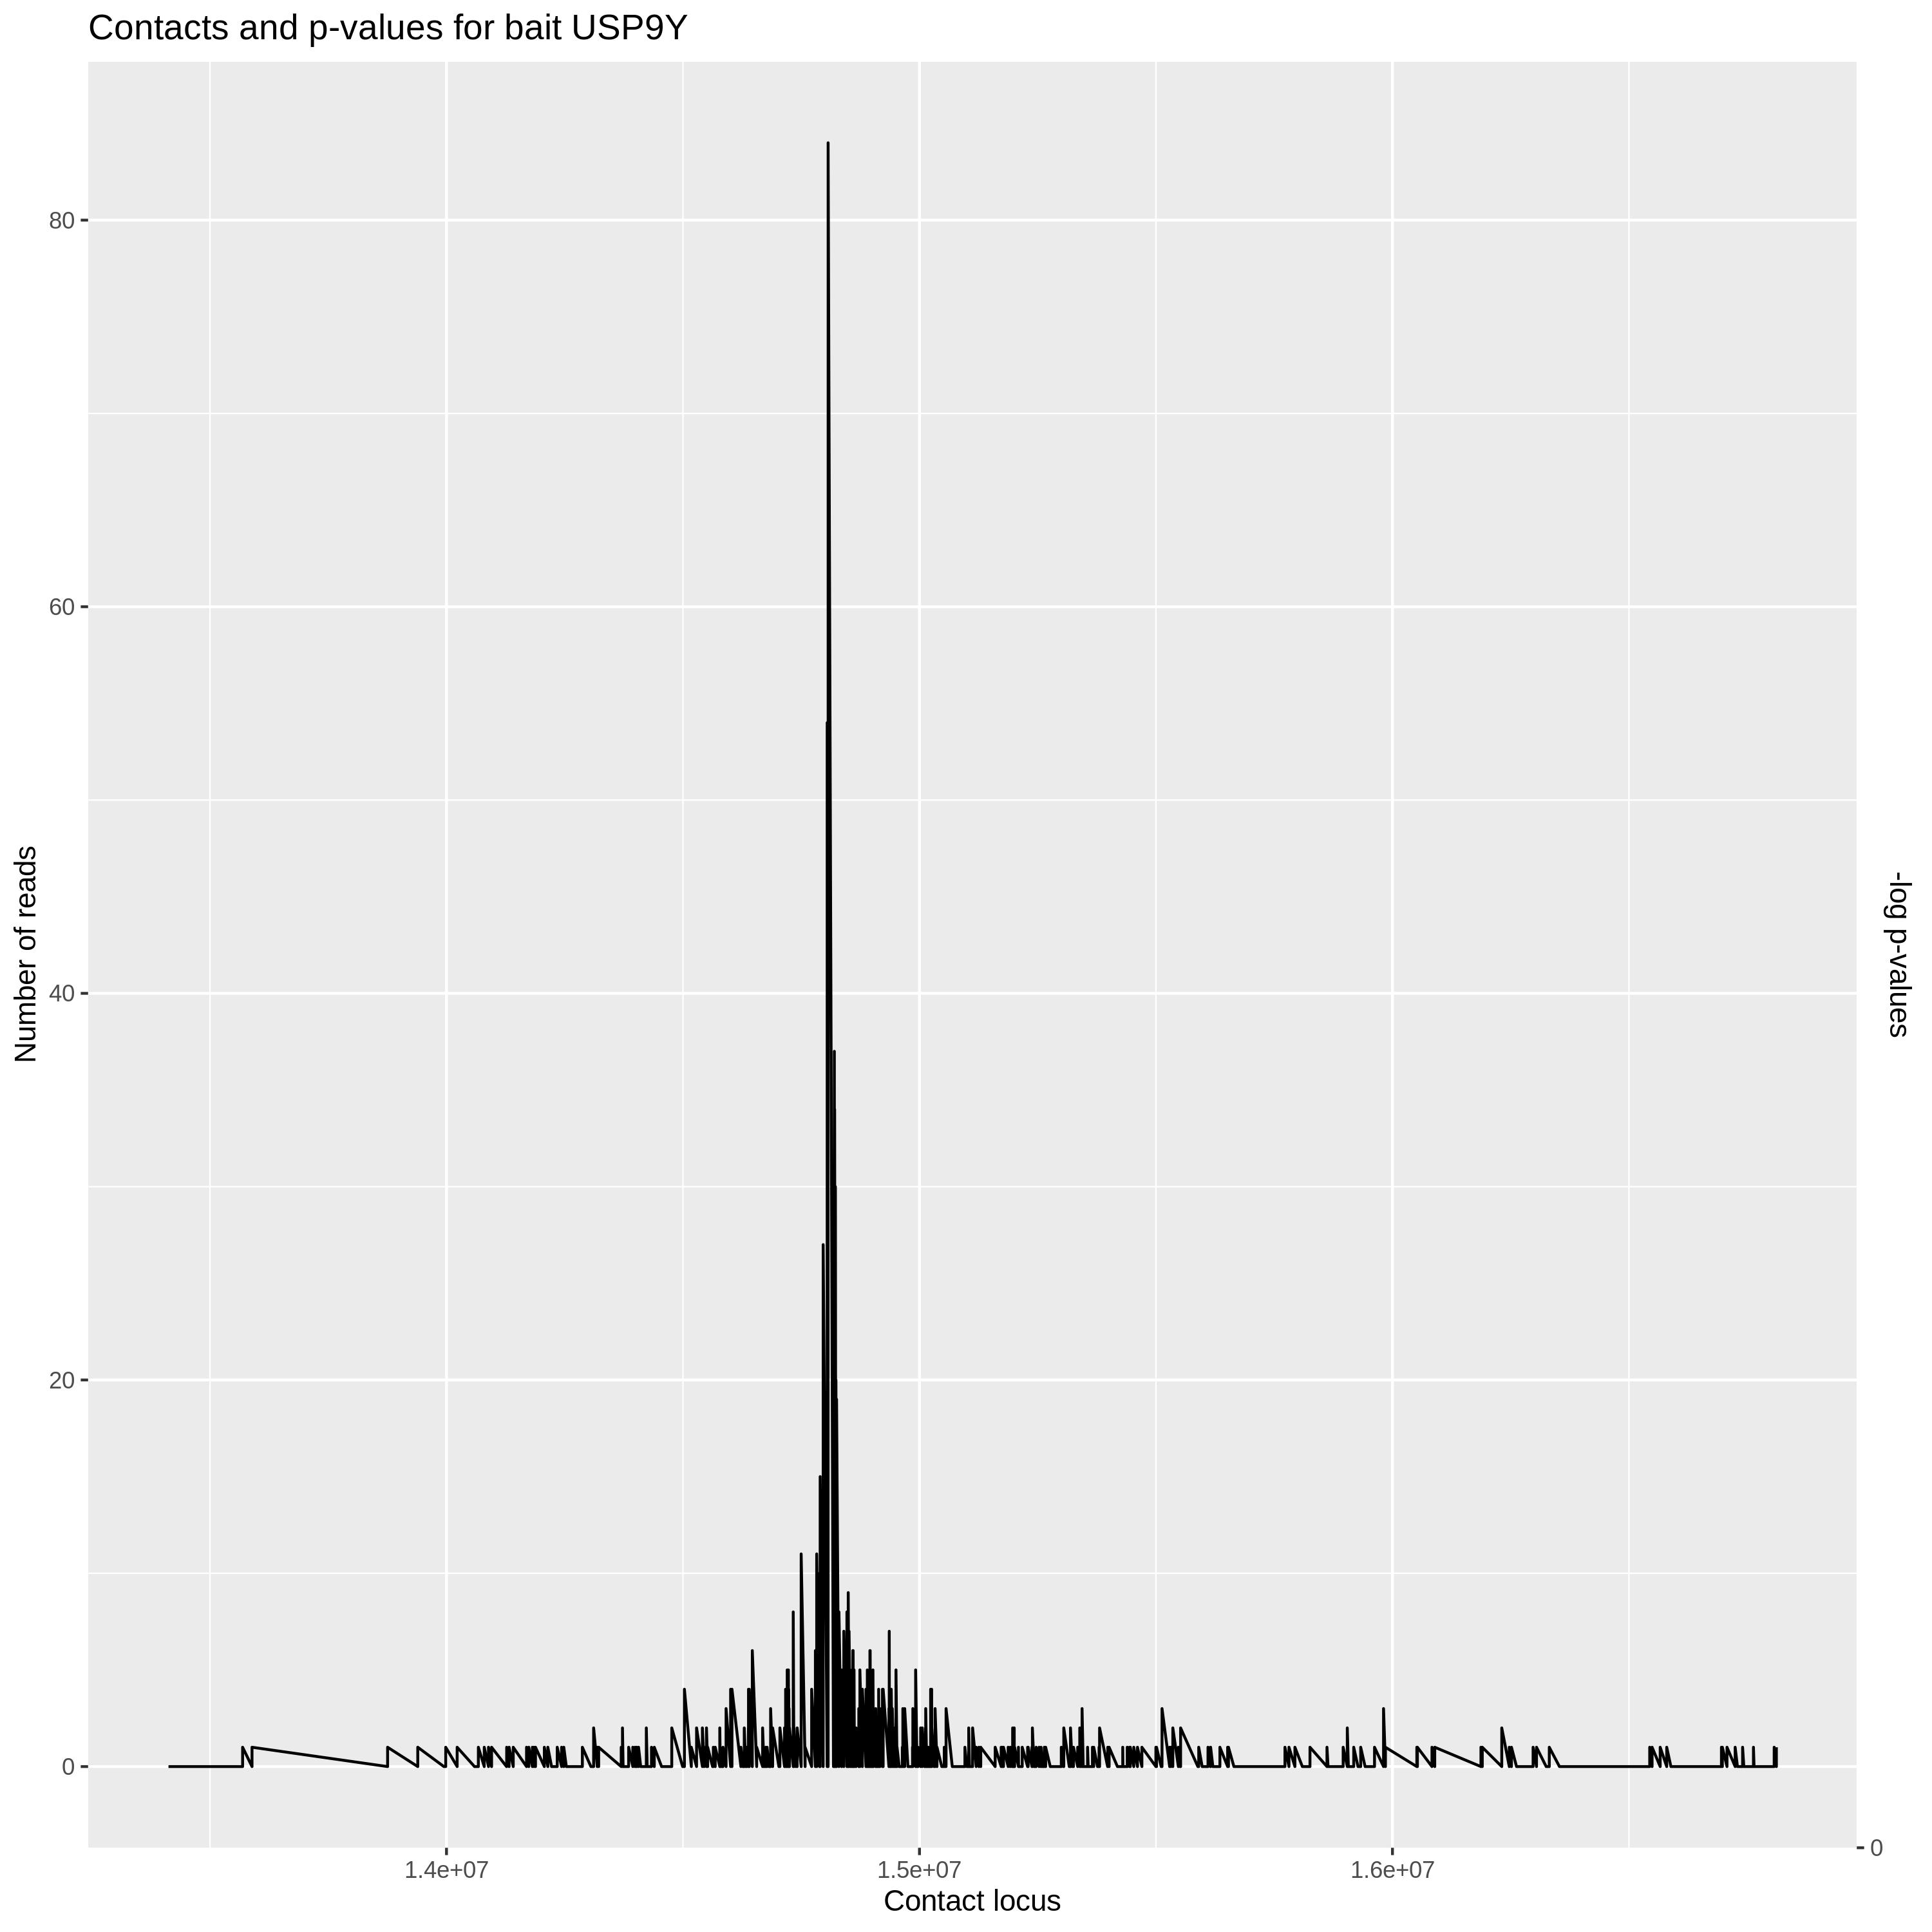 Contacts and p-values for bait USP9Y
80
60
40
20
0
Number of reads
-log p-values
0
1.4e+07
1.5e+07
1.6e+07
Contact locus